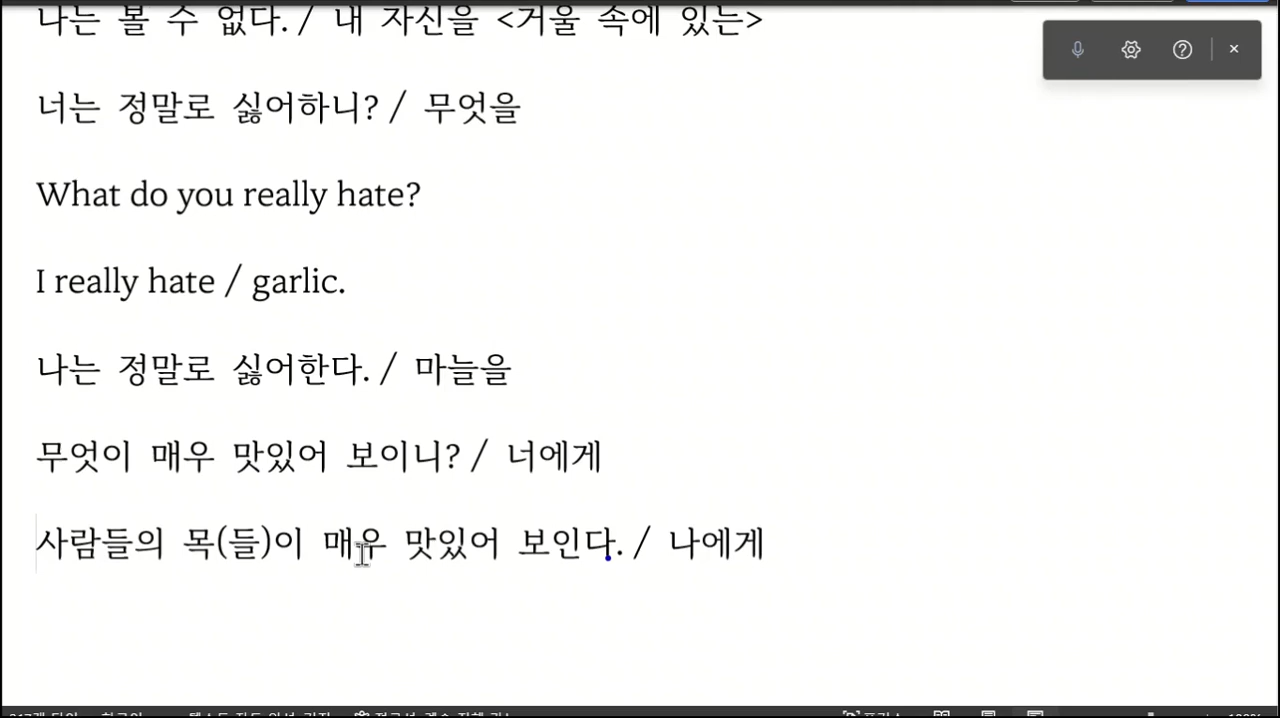 나는 볼 수 없다. / 내 자신을 <거울 속에 있는>
너는 정말로 싫어하니? / 무엇을
What do you really hate?
I really hate / garlic.
나는 정말로 싫어한다. / 마늘을
무엇이 매우 맛있어 보이니? / 너에게
사람들의 목(들)이 매우 맛있어 보인다. / 나에게